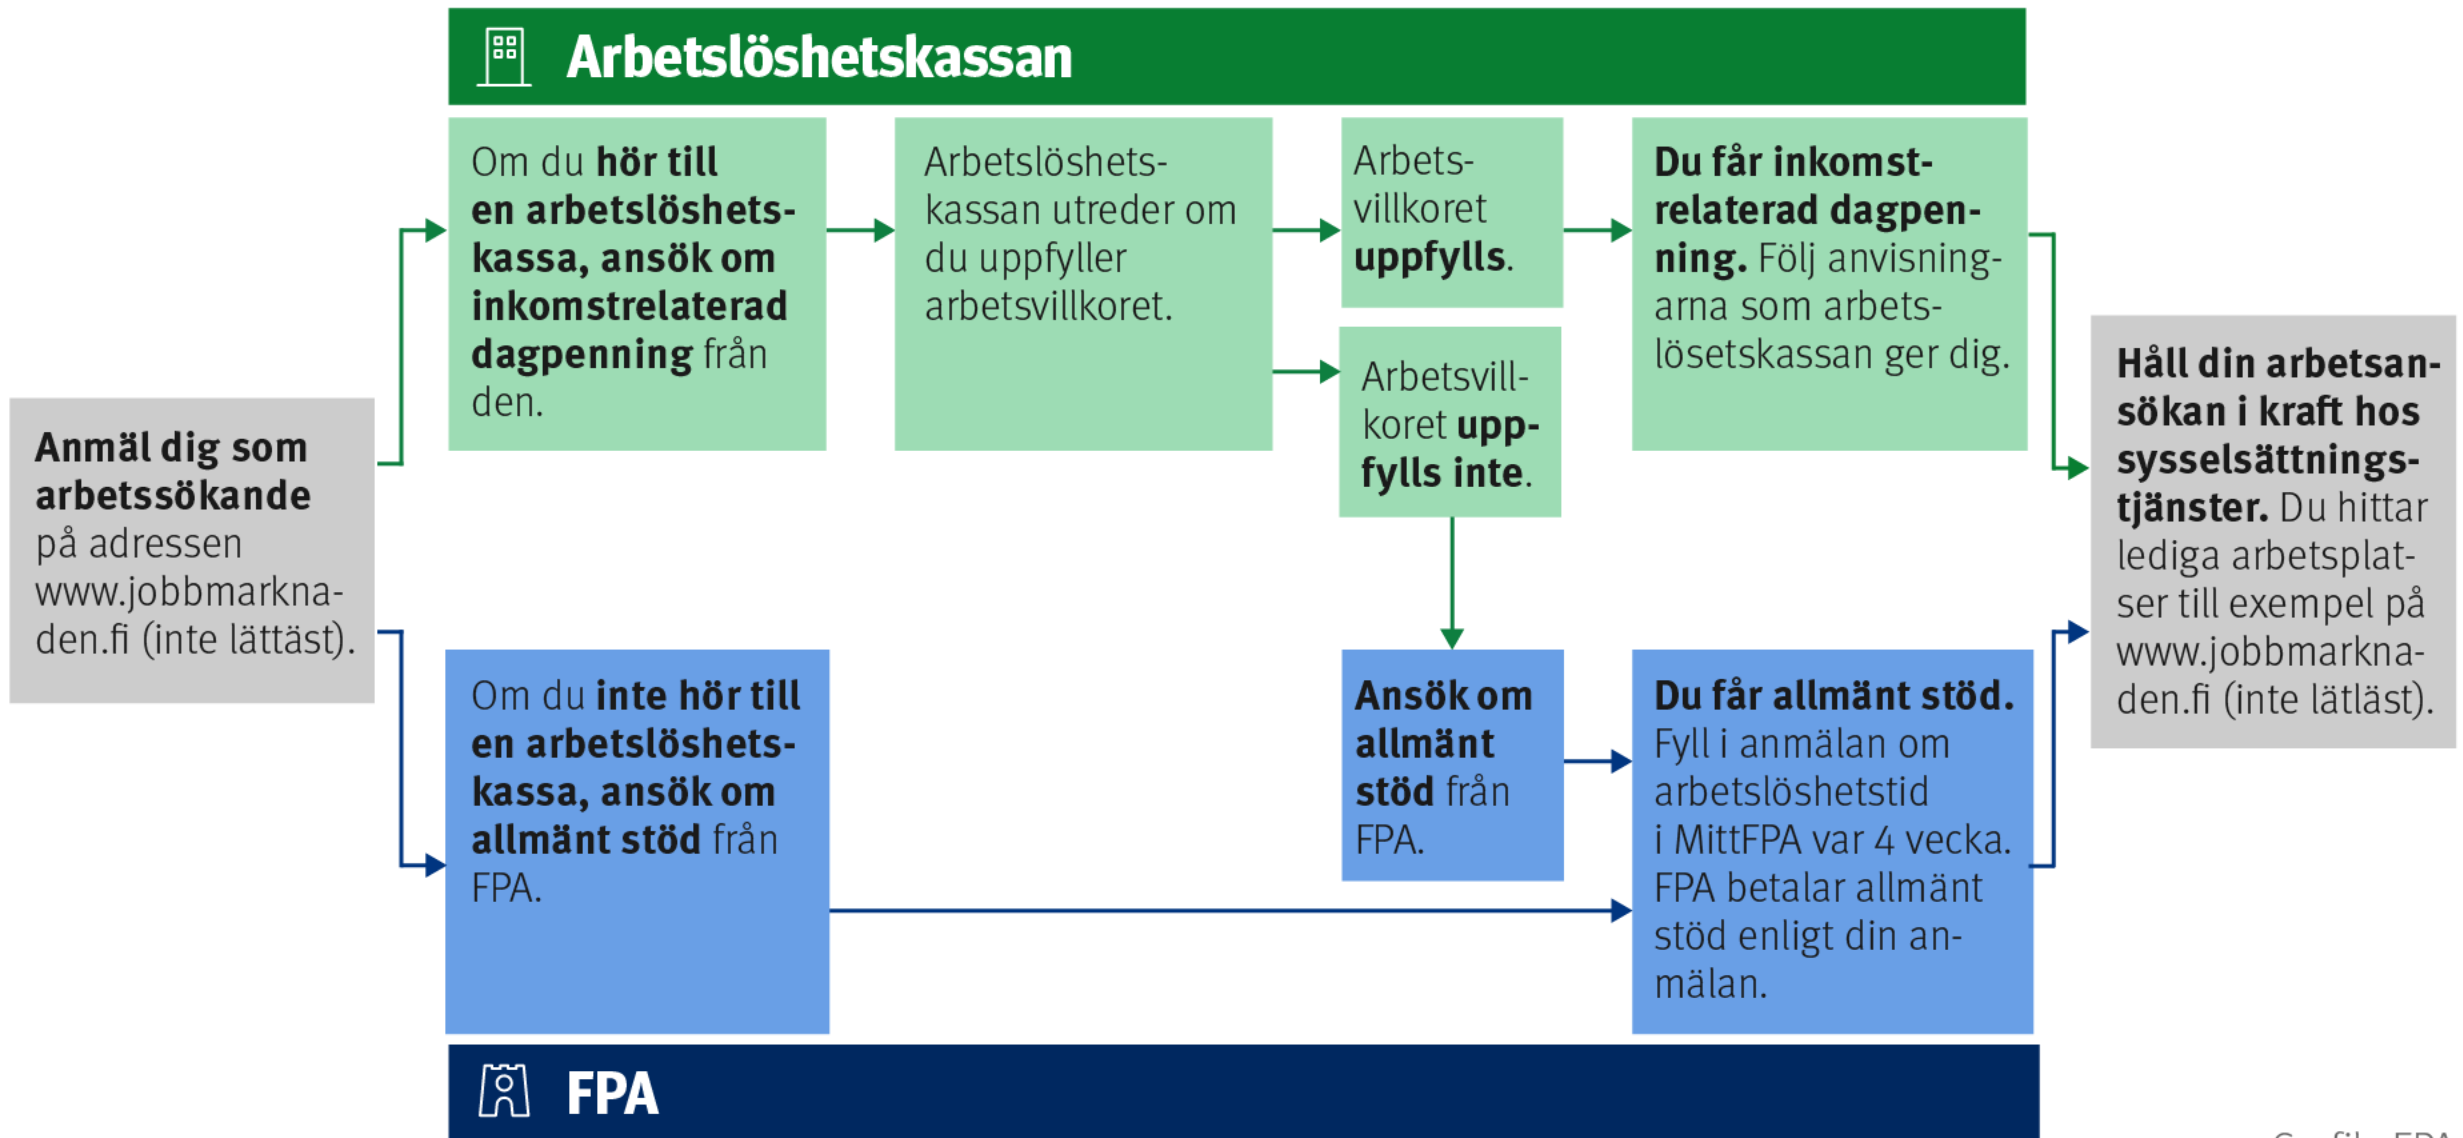 Arbetslöshetskassan
Anmäl dig som
arbetssökande
på adressen
www.jobbmarkna-
den.fi (inte lättäst).
Om du hör till
en arbetslöshets-
kassa, ansök om
inkomstrelaterad
dagpenning från
den.
Arbetslöshets-
kassan utreder om
du uppfyller
arbetsvillkoret.
Arbets-
villkoret
uppfylls.
Du får inkomst-
relaterad dagpen-
ning. Följ anvisning-
arna som arbets-
lösetskassan ger dig.
Arbetsvill-
koret upp-
fylls inte.
Om du inte hör till
en arbetslöshets-
kassa, ansök om
allmänt stöd från
FPA.
Ansök om
allmänt
stöd från
FPA.
Du får allmänt stöd.
Fyll i anmälan om
arbetslöshetstid
i MittFPA var 4 vecka.
FPA betalar allmänt
stöd enligt din an-
mälan.
Håll din arbetsan-
sökan i kraft hos
sysselsättnings-
tjänster. Du hittar
lediga arbetsplat-
ser till exempel på
www.jobbmarkna-
den.fi (inte lätläst).
FPA